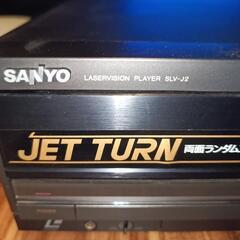 SANYO LASERVISION PLAYER SLV-J2
JET TURN 両面ランダム